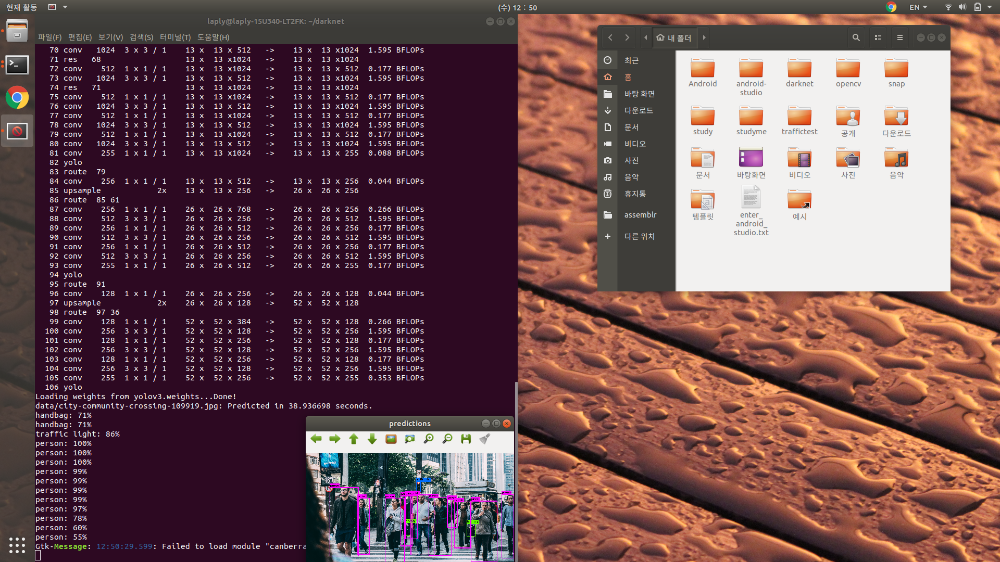 현재 활동
(수) 12 : 50
EN
laply@laply-15U340-LT2FK: ~/darknet
파일(F) 편집(E) 보기(V) 검색(S) 터미널(T) 도움말(H)
70 conv 1024 3 x 3 / 1 13 x 13 x 512 -> 13 x 13 x1024 1.595 BFLOPs
71 res 68 13 x 13 x1024 -> 13 x 13 x1024
72 conv 512 1 x 1 / 1 13 x 13 x1024 -> 13 x 13 x 512 0.177 BFLOPs
73 conv 1024 3 x 3 / 1 13 x 13 x 512 -> 13 x 13 x1024 1.595 BFLOPs
74 res 71 13 x 13 x1024 -> 13 x 13 x1024
75 conv 512 1 x 1 / 1 13 x 13 x1024 -> 13 x 13 x 512 0.177 BFLOPs
76 conv 1024 3 x 3 / 1 13 x 13 x 512 -> 13 x 13 x1024 1.595 BFLOPs
77 conv 512 1 x 1 / 1 13 x 13 x1024 -> 13 x 13 x 512 0.177 BFLOPs
78 conv 1024 3 x 3 / 1 13 x 13 x 512 -> 13 x 13 x1024 1.595 BFLOPs
79 conv 512 1 x 1 / 1 13 x 13 x1024 -> 13 x 13 x 512 0.177 BFLOPs
80 conv 1024 3 x 3 / 1 13 x 13 x 512 -> 13 x 13 x1024 1.595 BFLOPs
81 conv 255 1 x 1 / 1 13 x 13 x1024 -> 13 x 13 x 255 0.088 BFLOPs
82 yolo
83 route 79
84 conv 256 1 x 1 / 1 13 x 13 x 512 -> 13 x 13 x 256 0.044 BFLOPs
85 upsample 2x 13 x 13 x 256 -> 26 x 26 x 256
86 route 85 61
87 conv 256 1 x 1 / 1 26 x 26 x 768 -> 26 x 26 x 256 0.266 BFLOPs
88 conv 512 3 x 3 / 1 26 x 26 x 256 -> 26 x 26 x 512 1.595 BFLOPs
89 conv 256 1 x 1 / 1 26 x 26 x 512 -> 26 x 26 x 256 0.177 BFLOPs
90 conv 512 3 x 3 / 1 26 x 26 x 256 -> 26 x 26 x 512 1.595 BFLOPs
91 conv 256 1 x 1 / 1 26 x 26 x 512 -> 26 x 26 x 256 0.177 BFLOPs
92 conv 512 3 x 3 / 1 26 x 26 x 256 -> 26 x 26 x 512 1.595 BFLOPs
93 conv 255 1 x 1 / 1 26 x 26 x 512 -> 26 x 26 x 255 0.177 BFLOPs
94 yolo
95 route 91
96 conv 128 1 x 1 / 1 26 x 26 x 256 -> 26 x 26 x 128 0.044 BFLOPs
97 upsample 2x 26 x 26 x 128 -> 52 x 52 x 128
98 route 97 36
99 conv 128 1 x 1 / 1 52 x 52 x 384 -> 52 x 52 x 128 0.266 BFLOPs
100 conv 256 3 x 3 / 1 52 x 52 x 128 -> 52 x 52 x 256 1.595 BFLOPs
101 conv 128 1 x 1 / 1 52 x 52 x 256 -> 52 x 52 x 128 0.177 BFLOPs
102 conv 256 3 x 3 / 1 52 x 52 x 128 -> 52 x 52 x 256 1.595 BFLOPs
103 conv 128 1 x 1 / 1 52 x 52 x 256 -> 52 x 52 x 128 0.177 BFLOPs
104 conv 256 3 x 3 / 1 52 x 52 x 128 -> 52 x 52 x 256 1.595 BFLOPs
105 conv 255 1 x 1 / 1 52 x 52 x 256 -> 52 x 52 x 255 0.353 BFLOPs
106 yolo
Loading weights from yolov3.weights...Done!
data/city-community-crossing-109919.jpg: Predicted in 38.936698 seconds.
handbag: 71%
handbag: 71%
traffic light: 86%
person: 100%
person: 100%
person: 100%
person: 99%
person: 99%
person: 99%
person: 99%
person: 97%
person: 78%
person: 60%
person: 55%
Gtk-Message: 12:50:29.599: Failed to load module "canberra
predictions
16°C
내 폴더
최근
홈
바탕 화면
다운로드
문서
비디오
사진
음악
휴지통
assemblr
다른 위치
Android
android-
studio
darknet
opencv
snap
study
studyme
traffictest
공개
다운로드
문서
바탕화면
비디오
사진
음악
템플릿
enter_
android_
studio.txt
예시